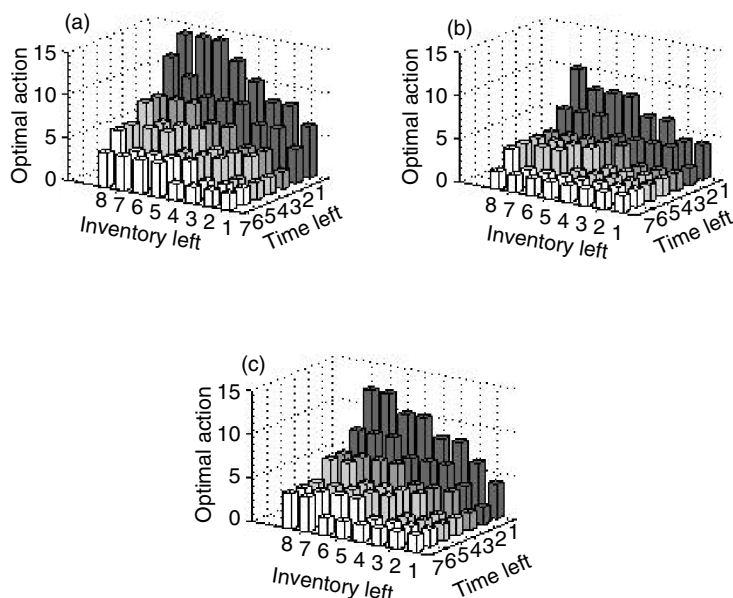 (a)
15
10
5
0
Optimal action
8 7 6 5 4 3 2 1
Inventory left
7 6 5 4 3 2 1
Time left
(b)
15
10
5
0
Optimal action
8 7 6 5 4 3 2 1
Inventory left
7 6 5 4 3 2 1
Time left
(c)
15
10
5
0
Optimal action
8 7 6 5 4 3 2 1
Inventory left
7 6 5 4 3 2 1
Time left